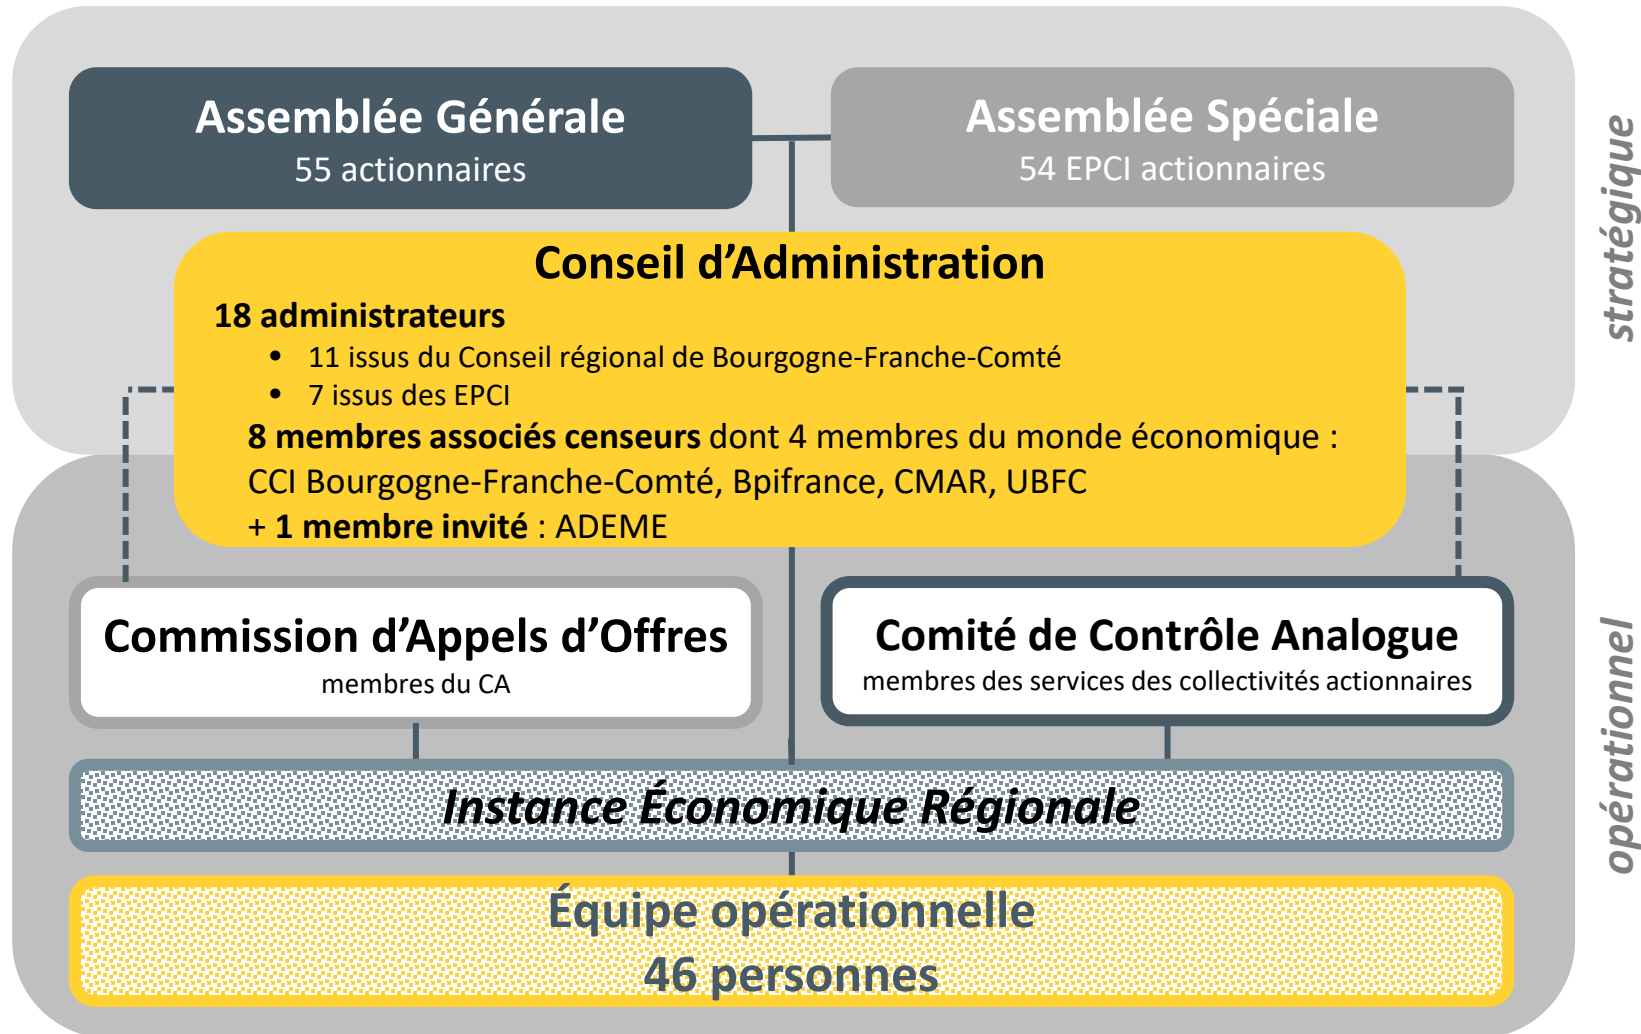 Assemblée Générale
55 actionnaires
Assemblée Spéciale
54 EPCI actionnaires
stratégique
Conseil d’Administration
18 administrateurs
• 11 issus du Conseil régional de Bourgogne-Franche-Comté
• 7 issus des EPCI
8 membres associés censeurs dont 4 membres du monde économique :
CCI Bourgogne-Franche-Comté, Bpifrance, CMAR, UBFC
+ 1 membre invité : ADEME
Commission d’Appels d’Offres
membres du CA
Comité de Contrôle Analogue
membres des services des collectivités actionnaires
opérationnel
Instance Économique Régionale
Équipe opérationnelle
46 personnes